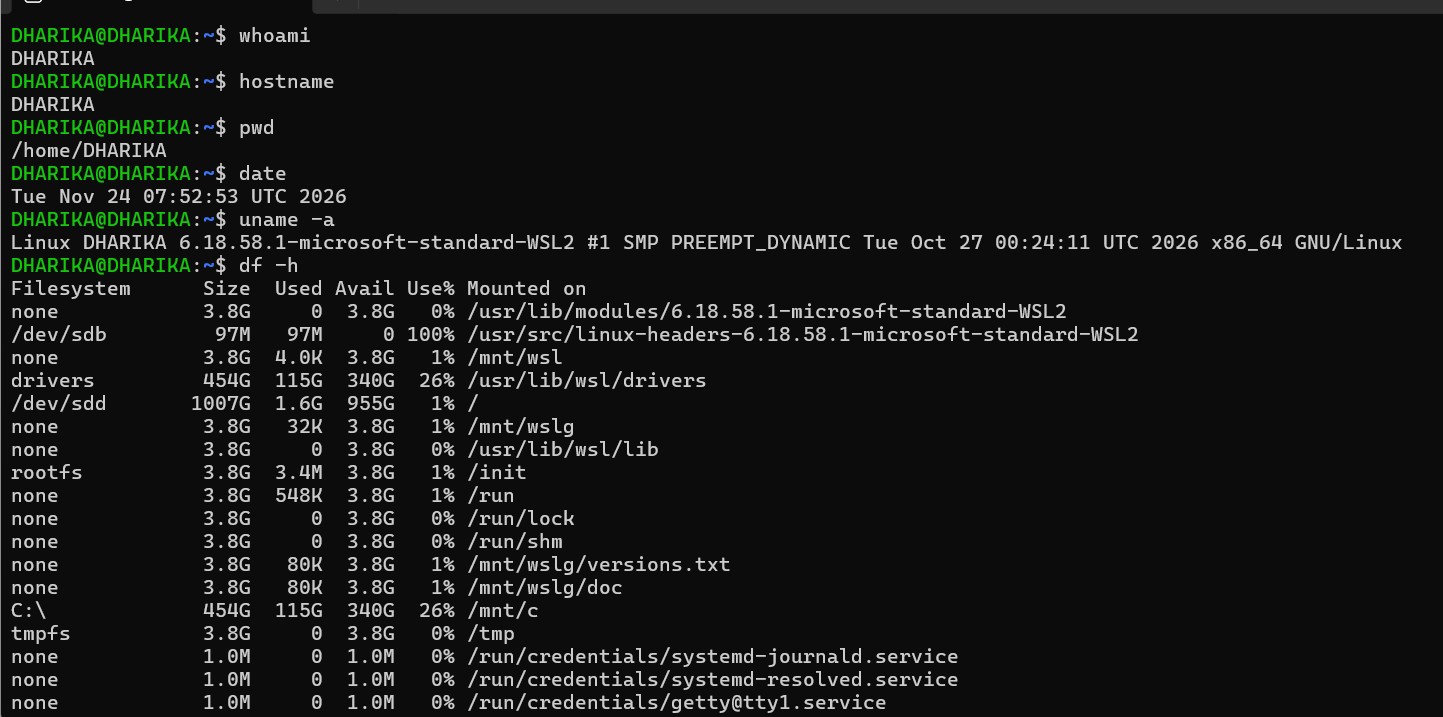 DHARIKA@DHARIKA:~$ whoami
DHARIKA
DHARIKA@DHARIKA:~$ hostname
DHARIKA
DHARIKA@DHARIKA:~$ pwd
/home/DHARIKA
DHARIKA@DHARIKA:~$ date
Tue Nov 24 07:52:53 UTC 2026
DHARIKA@DHARIKA:~$ uname -a
Linux DHARIKA 6.18.58.1-microsoft-standard-WSL2 #1 SMP PREEMPT_DYNAMIC Tue Oct 27 00:24:11 UTC 2026 x86_64 GNU/Linux
DHARIKA@DHARIKA:~$ df -h
Filesystem      Size  Used Avail Use% Mounted on
none            3.8G     0  3.8G   0% /usr/lib/modules/6.18.58.1-microsoft-standard-WSL2
/dev/sdb         97M   97M     0 100% /usr/src/linux-headers-6.18.58.1-microsoft-standard-WSL2
none            3.8G  4.0K  3.8G   1% /mnt/wsl
drivers         454G  115G  340G  26% /usr/lib/wsl/drivers
/dev/sdd       1007G  1.6G  955G   1% /
none            3.8G   32K  3.8G   1% /mnt/wslg
none            3.8G     0  3.8G   0% /usr/lib/wsl/lib
rootfs          3.8G  3.4M  3.8G   1% /init
none            3.8G  548K  3.8G   1% /run
none            3.8G     0  3.8G   0% /run/lock
none            3.8G     0  3.8G   0% /run/shm
none            3.8G   80K  3.8G   1% /mnt/wslg/versions.txt
none            3.8G   80K  3.8G   1% /mnt/wslg/doc
C:\             454G  115G  340G  26% /mnt/c
tmpfs           3.8G     0  3.8G   0% /tmp
none            1.0M     0  1.0M   0% /run/credentials/systemd-journald.service
none            1.0M     0  1.0M   0% /run/credentials/systemd-resolved.service
none            1.0M     0  1.0M   0% /run/credentials/getty@tty1.service